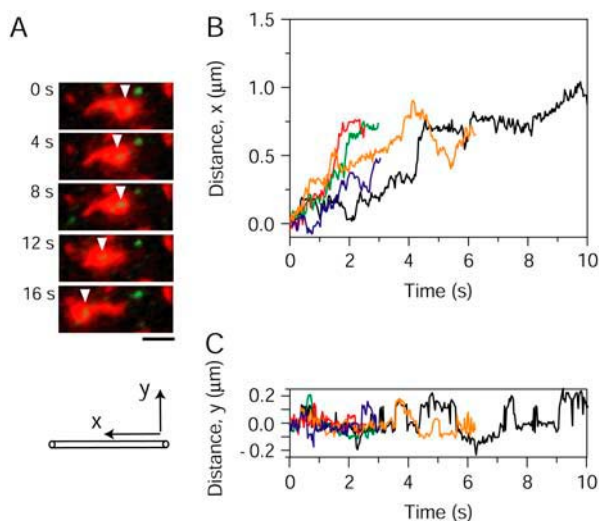 A
0 s
4 s
8 s
12 s
16 s
y
x
B
Distance, x (μm)
1.5
1.0
0.5
0.0
0 2 4 6 8 10
Time (s)
C
Distance, y (μm)
0.2
0.0
- 0.2
0 2 4 6 8 10
Time (s)